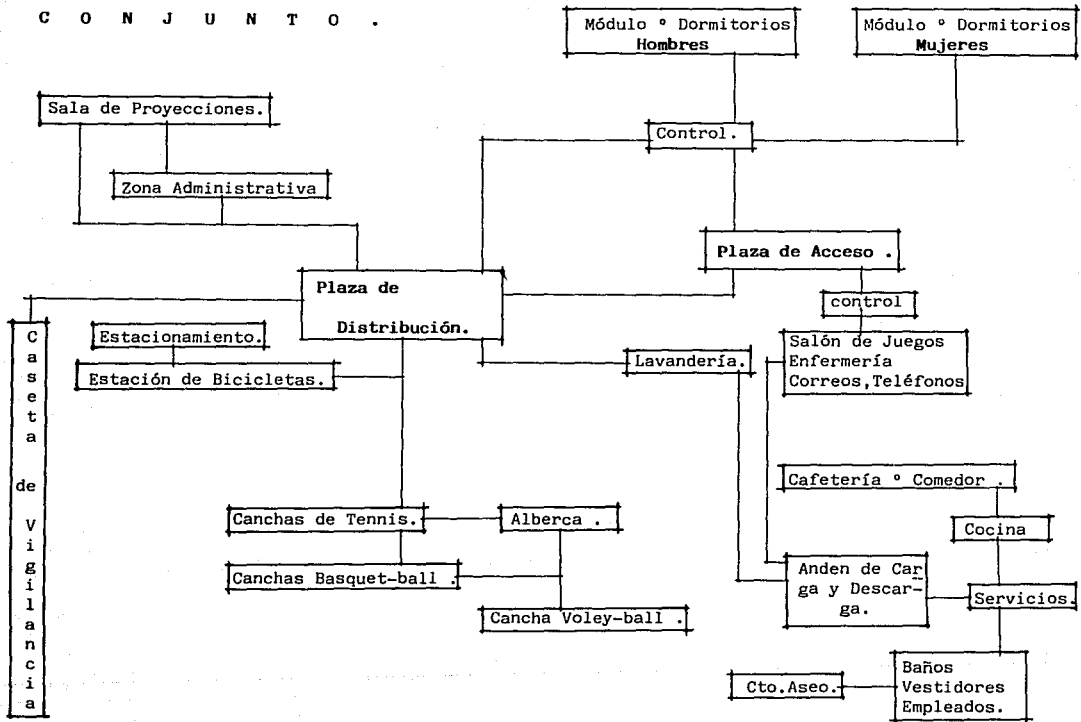 C O N J U N T O .
Módulo º Dormitorios
Hombres
Módulo º Dormitorios
Mujeres
Sala de Proyecciones.
Control.
Zona Administrativa
Plaza de Acceso .
Plaza de
Distribución.
control
Caseta de Vigilancia
Estacionamiento.
Estación de Bicicletas.
Lavandería.
Salón de Juegos
Enfermería
Correos,Teléfonos
Cafetería º Comedor .
Canchas de Tennis.
Alberca .
Cocina
Canchas Basquet-ball .
Anden de Car
ga y Descar-
ga.
Servicios.
Cancha Voley-ball .
Cto.Aseo.
Baños
Vestidores
Empleados.